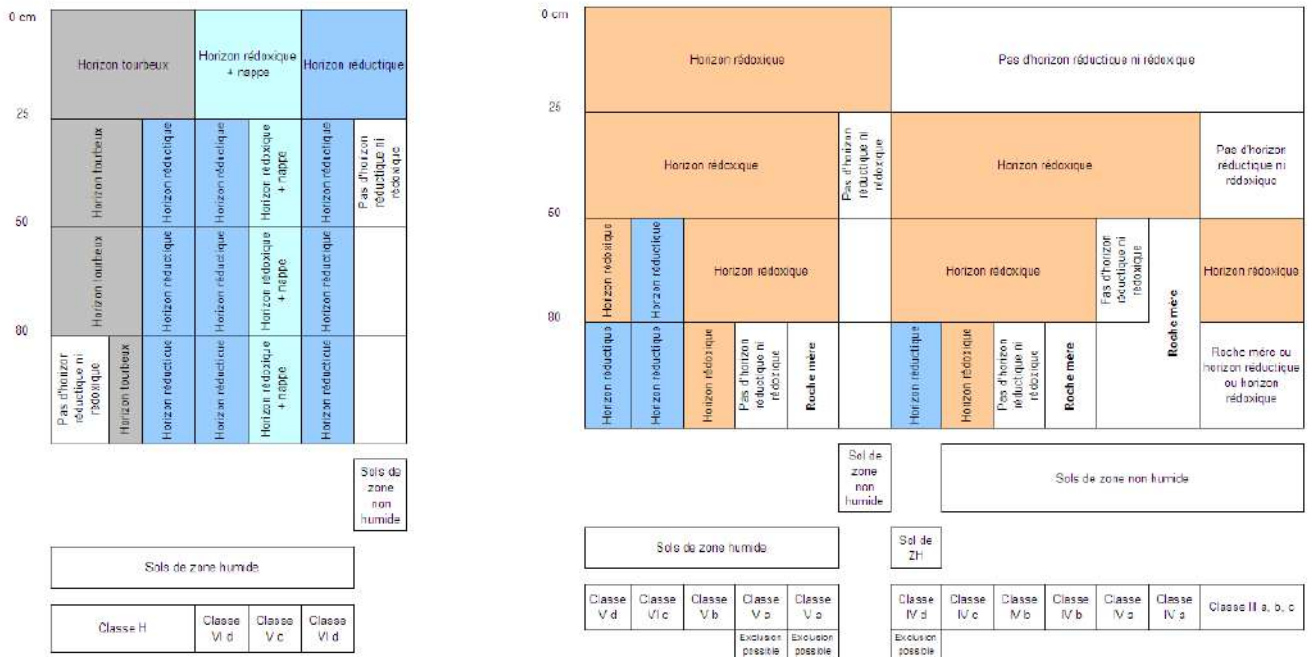 0 cm
Horizon tourbeux
Horizon rédoxique
+ nappe
Horizon réductique
25
Horizon tourbeux
Horizon réductique
Horizon réductique
Horizon rédoxique
+ nappe
Horizon réductique
Pas d'horizon
réductique ni
rédoxique
50
Horizon tourbeux
Horizon réductique
Horizon réductique
Horizon rédoxique
+ nappe
Horizon réductique
80
Pas d'horizon
réductique ni
rédoxique
Horizon tourbeux
Horizon réductique
Horizon réductique
Horizon rédoxique
+ nappe
Horizon réductique
Sols de
zone
non
humide
Sols de zone humide
Classe H
Classe
VI d
Classe
V c
Classe
VI d
0 cm
Horizon rédoxique
Pas d'horizon réductique ni rédoxique
25
Horizon rédoxique
Pas d'horizon
réductique ni
rédoxique
Horizon rédoxique
Pas d'horizon
réductique ni
rédoxique
50
Horizon rédoxique
Horizon réductique
Horizon rédoxique
Horizon rédoxique
Pas d'horizon
réductique ni
rédoxique
Roche mère
Horizon rédoxique
80
Horizon réductique
Horizon réductique
Horizon rédoxique
Pas d'horizon
réductique ni
rédoxique
Roche mère
Horizon réductique
Horizon rédoxique
Pas d'horizon
réductique ni
rédoxique
Roche mère
Roche mère ou
horizon réductique
ou horizon
rédoxique
Sol de
zone
non
humide
Sols de zone non humide
Sols de zone humide
Sol de
ZH
Classe
V d
Classe
VI c
Classe
V b
Classe
V a
Classe
V a
Classe
IV d
Classe
IV c
Classe
IV b
Classe
IV b
Classe
IV a
Classe
IV a
Classe III a, b, c
Exclusion
possible
Exclusion
possible
Exclusion
possible